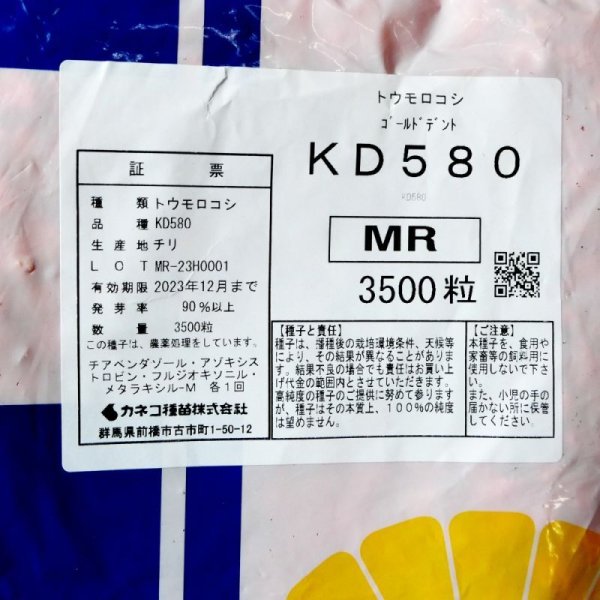 トウモロコシ
ゴールドデント
KD580
KD580
MR
3500粒
証 票
種 類 トウモロコシ
品 種 KD580
生産地 チリ
LOT MR-23H0001
有効期限 2023年12月まで
発芽率 90%以上
数 量 3500粒
この種子は、農薬処理をしています。
チアベンダゾール・アゾキシス
トロビン・フルジオキソニル・
メタラキシル-M 各1回
カネコ種苗株式会社
群馬県前橋市古市町1-50-12
【種子と責任】
種子は、播種後の栽培環境条件、天候等
により、その結果が異なることがありま
す。結果不良の場合でも責任はお買い上
げ代金の範囲内とさせていただきます。
高純度の種子のご提供に努めて参ります
が、種子はその本質上、100%の純度
は望めません。
【ご注意】
本種子を、食用や
家畜等の飼料用に
使用しないで下さ
い。
また、小児の手の
届かない所に保管
してください。